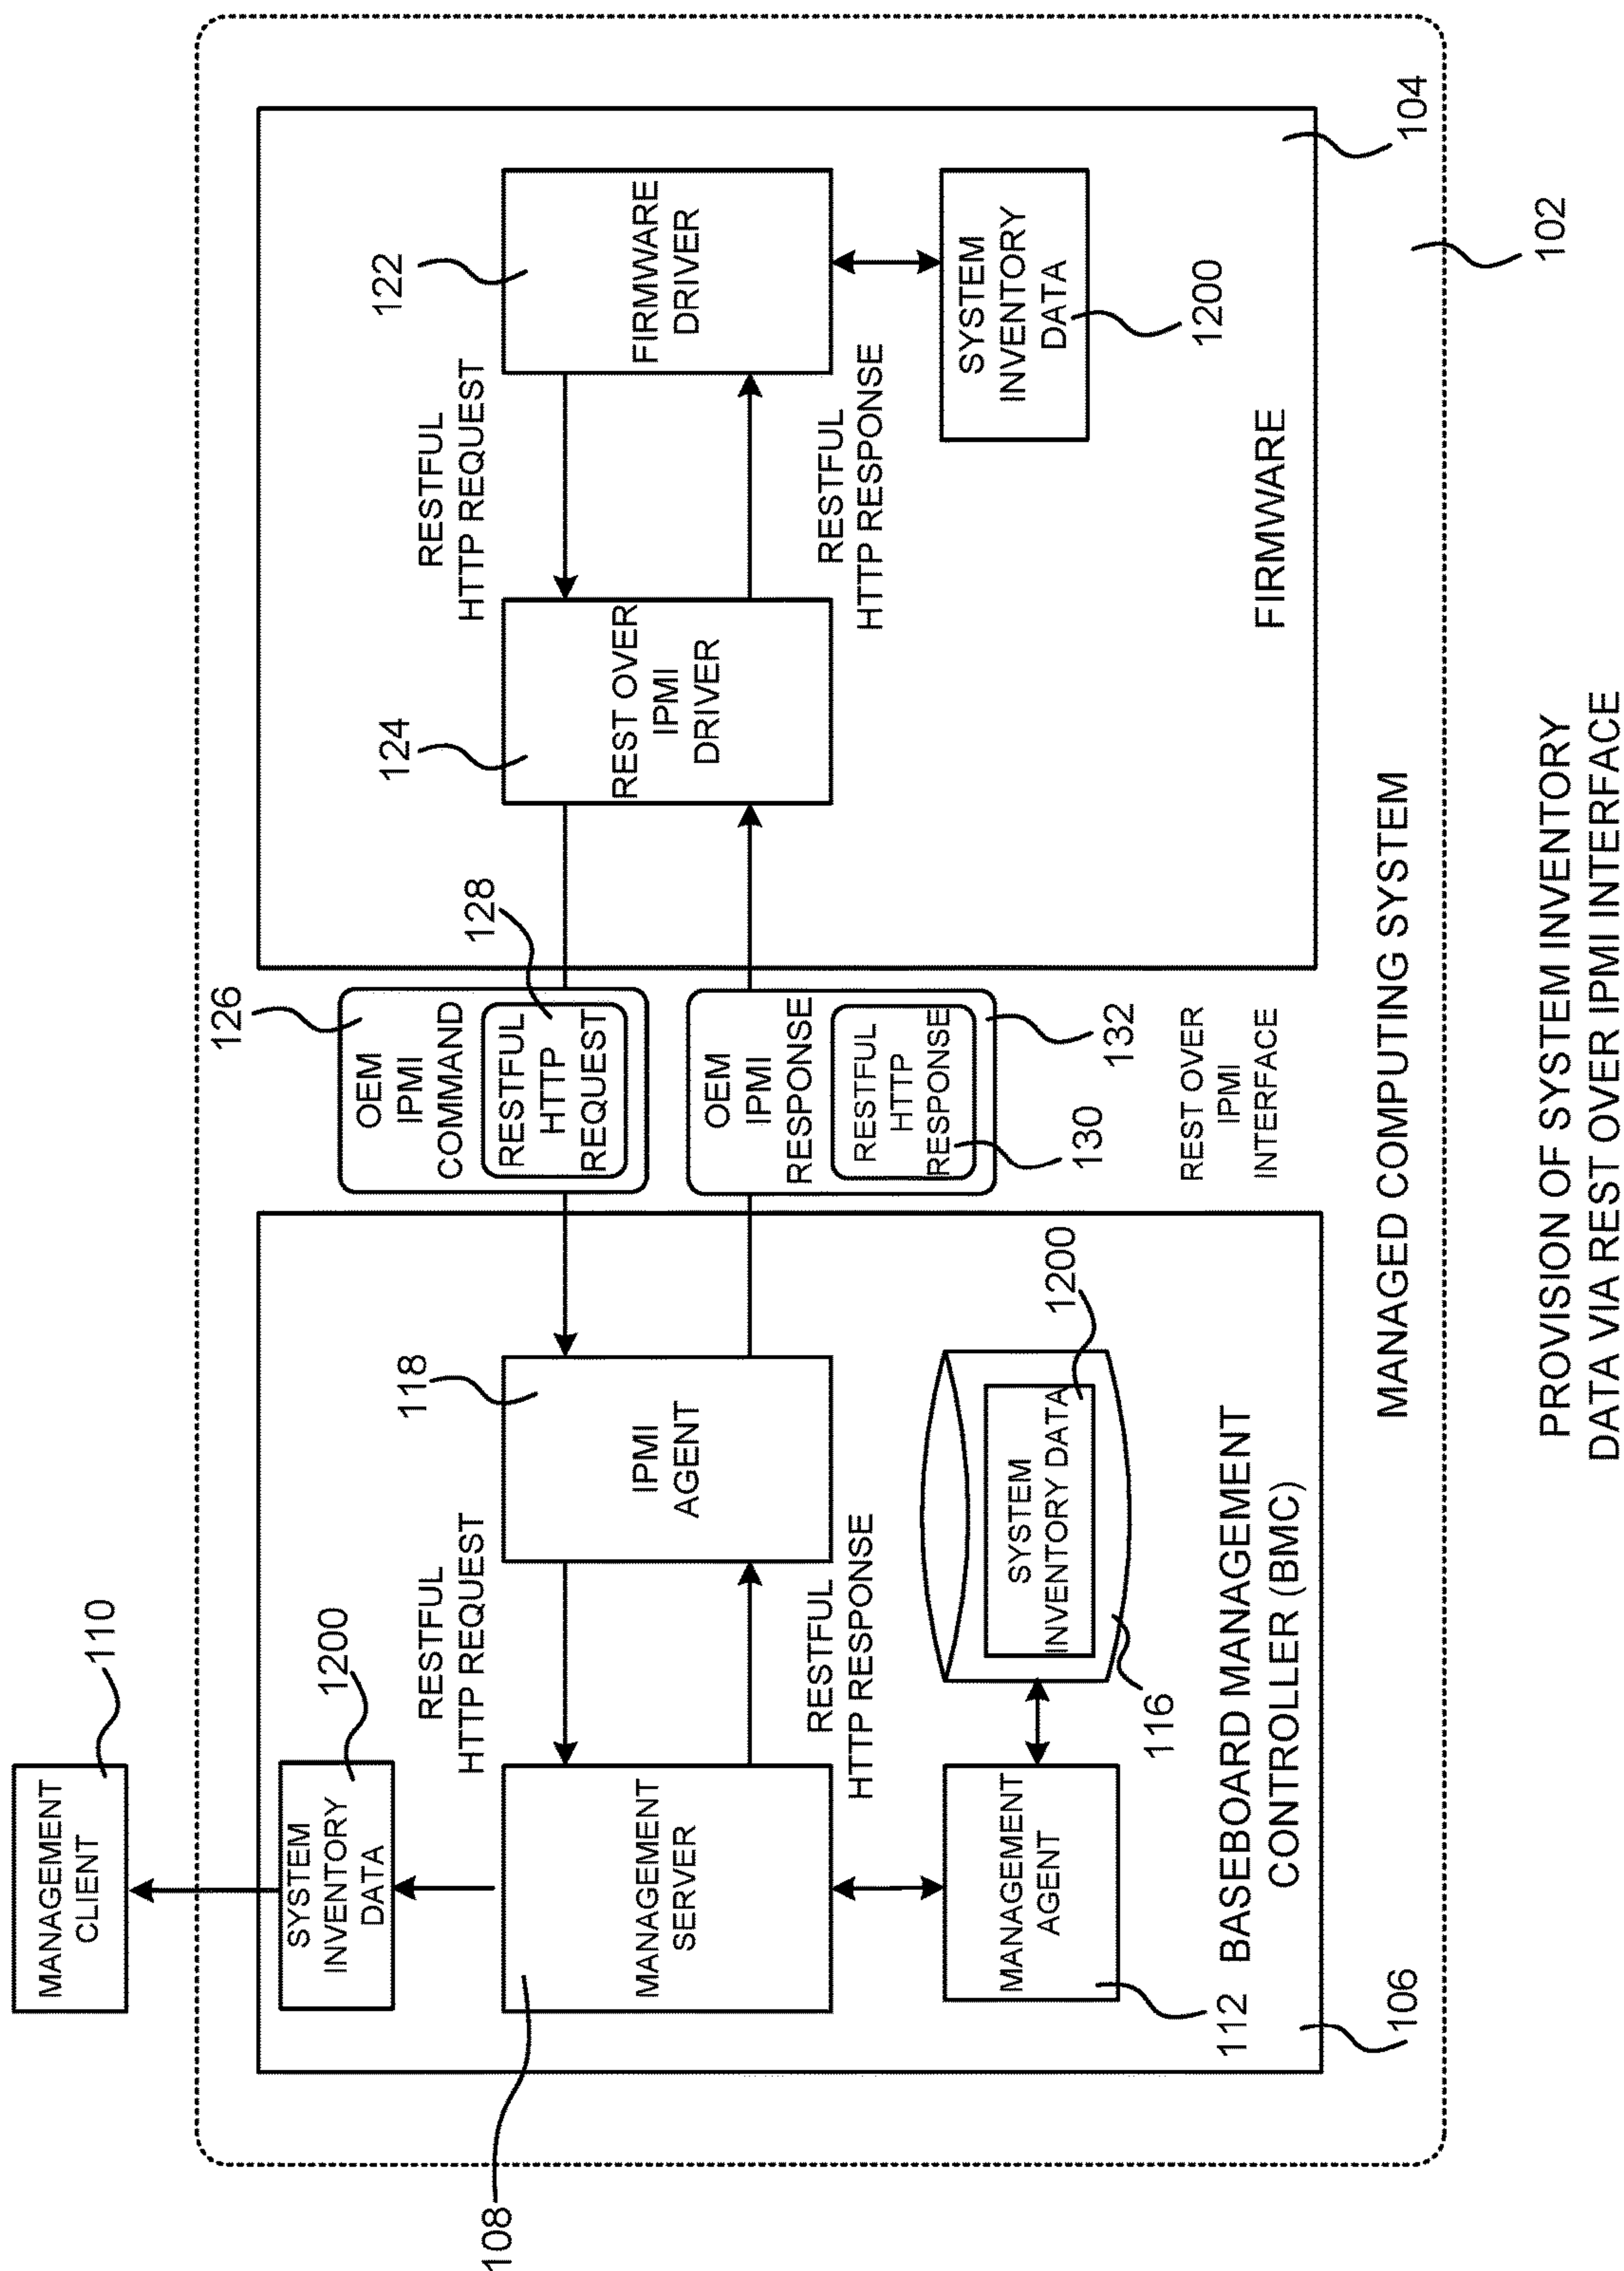 MANAGEMENT
CLIENT
110
SYSTEM
INVENTORY
DATA
1200
108
MANAGEMENT
SERVER
RESTFUL
HTTP REQUEST
RESTFUL
HTTP RESPONSE
118
IPMI
AGENT
MANAGEMENT
AGENT
112
SYSTEM
INVENTORY DATA
1200
116
BASEBOARD MANAGEMENT
CONTROLLER (BMC)
106
126
OEM
IPMI
COMMAND
128
RESTFUL
HTTP
REQUEST
OEM
IPMI
RESPONSE
RESTFUL
HTTP
RESPONSE
130
132
REST OVER
IPMI
INTERFACE
124
REST OVER
IPMI
DRIVER
RESTFUL
HTTP REQUEST
RESTFUL
HTTP RESPONSE
122
FIRMWARE
DRIVER
SYSTEM
INVENTORY
DATA
1200
FIRMWARE
104
MANAGED COMPUTING SYSTEM
102
PROVISION OF SYSTEM INVENTORY
DATA VIA REST OVER IPMI INTERFACE